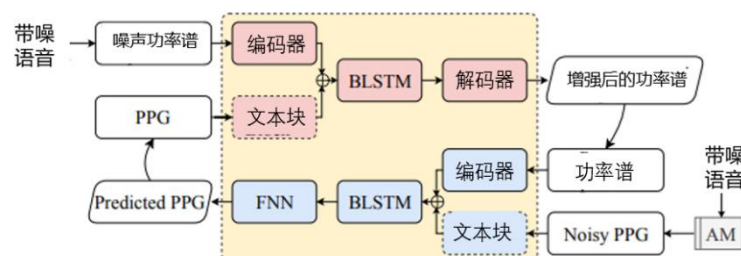 带噪
语音
噪声功率谱
编码器
BLSTM
解码器
增强后的功率谱
PPG
文本块
编码器
功率谱
带噪
语音
Predicted PPG
FNN
BLSTM
文本块
Noisy PPG
AM